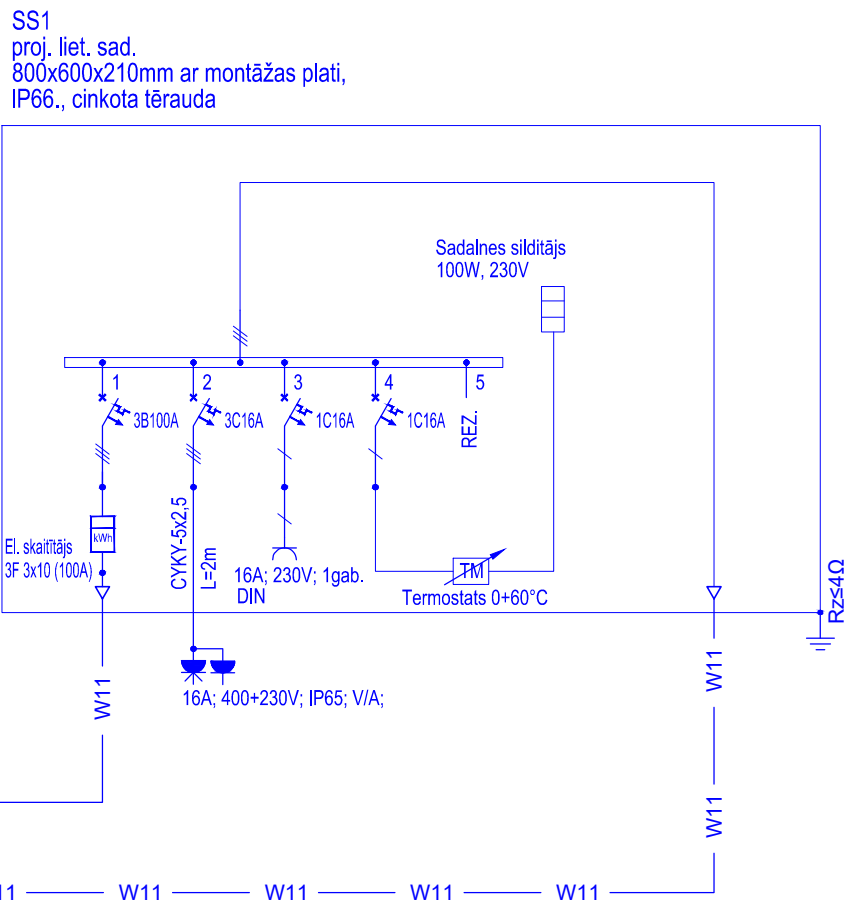 SS1
proj. liet. sad.
800x600x210mm ar montāžas plati,
IP66., cinkota tērauda
Sadalnes silditājs
100W, 230V
1
2
3
4
5
3B100A
3C16A
1C16A
1C16A
REZ.
El. skaitītājs
3F 3x10 (100A)
kWh
CYKY-5x2,5
L=2m
16A; 230V; 1gab.
DIN
TM
Termostats 0+60°C
Rz≤4Ω
16A; 400+230V; IP65; V/A;
W11
W11
W11
11
W11
W11
W11
W11